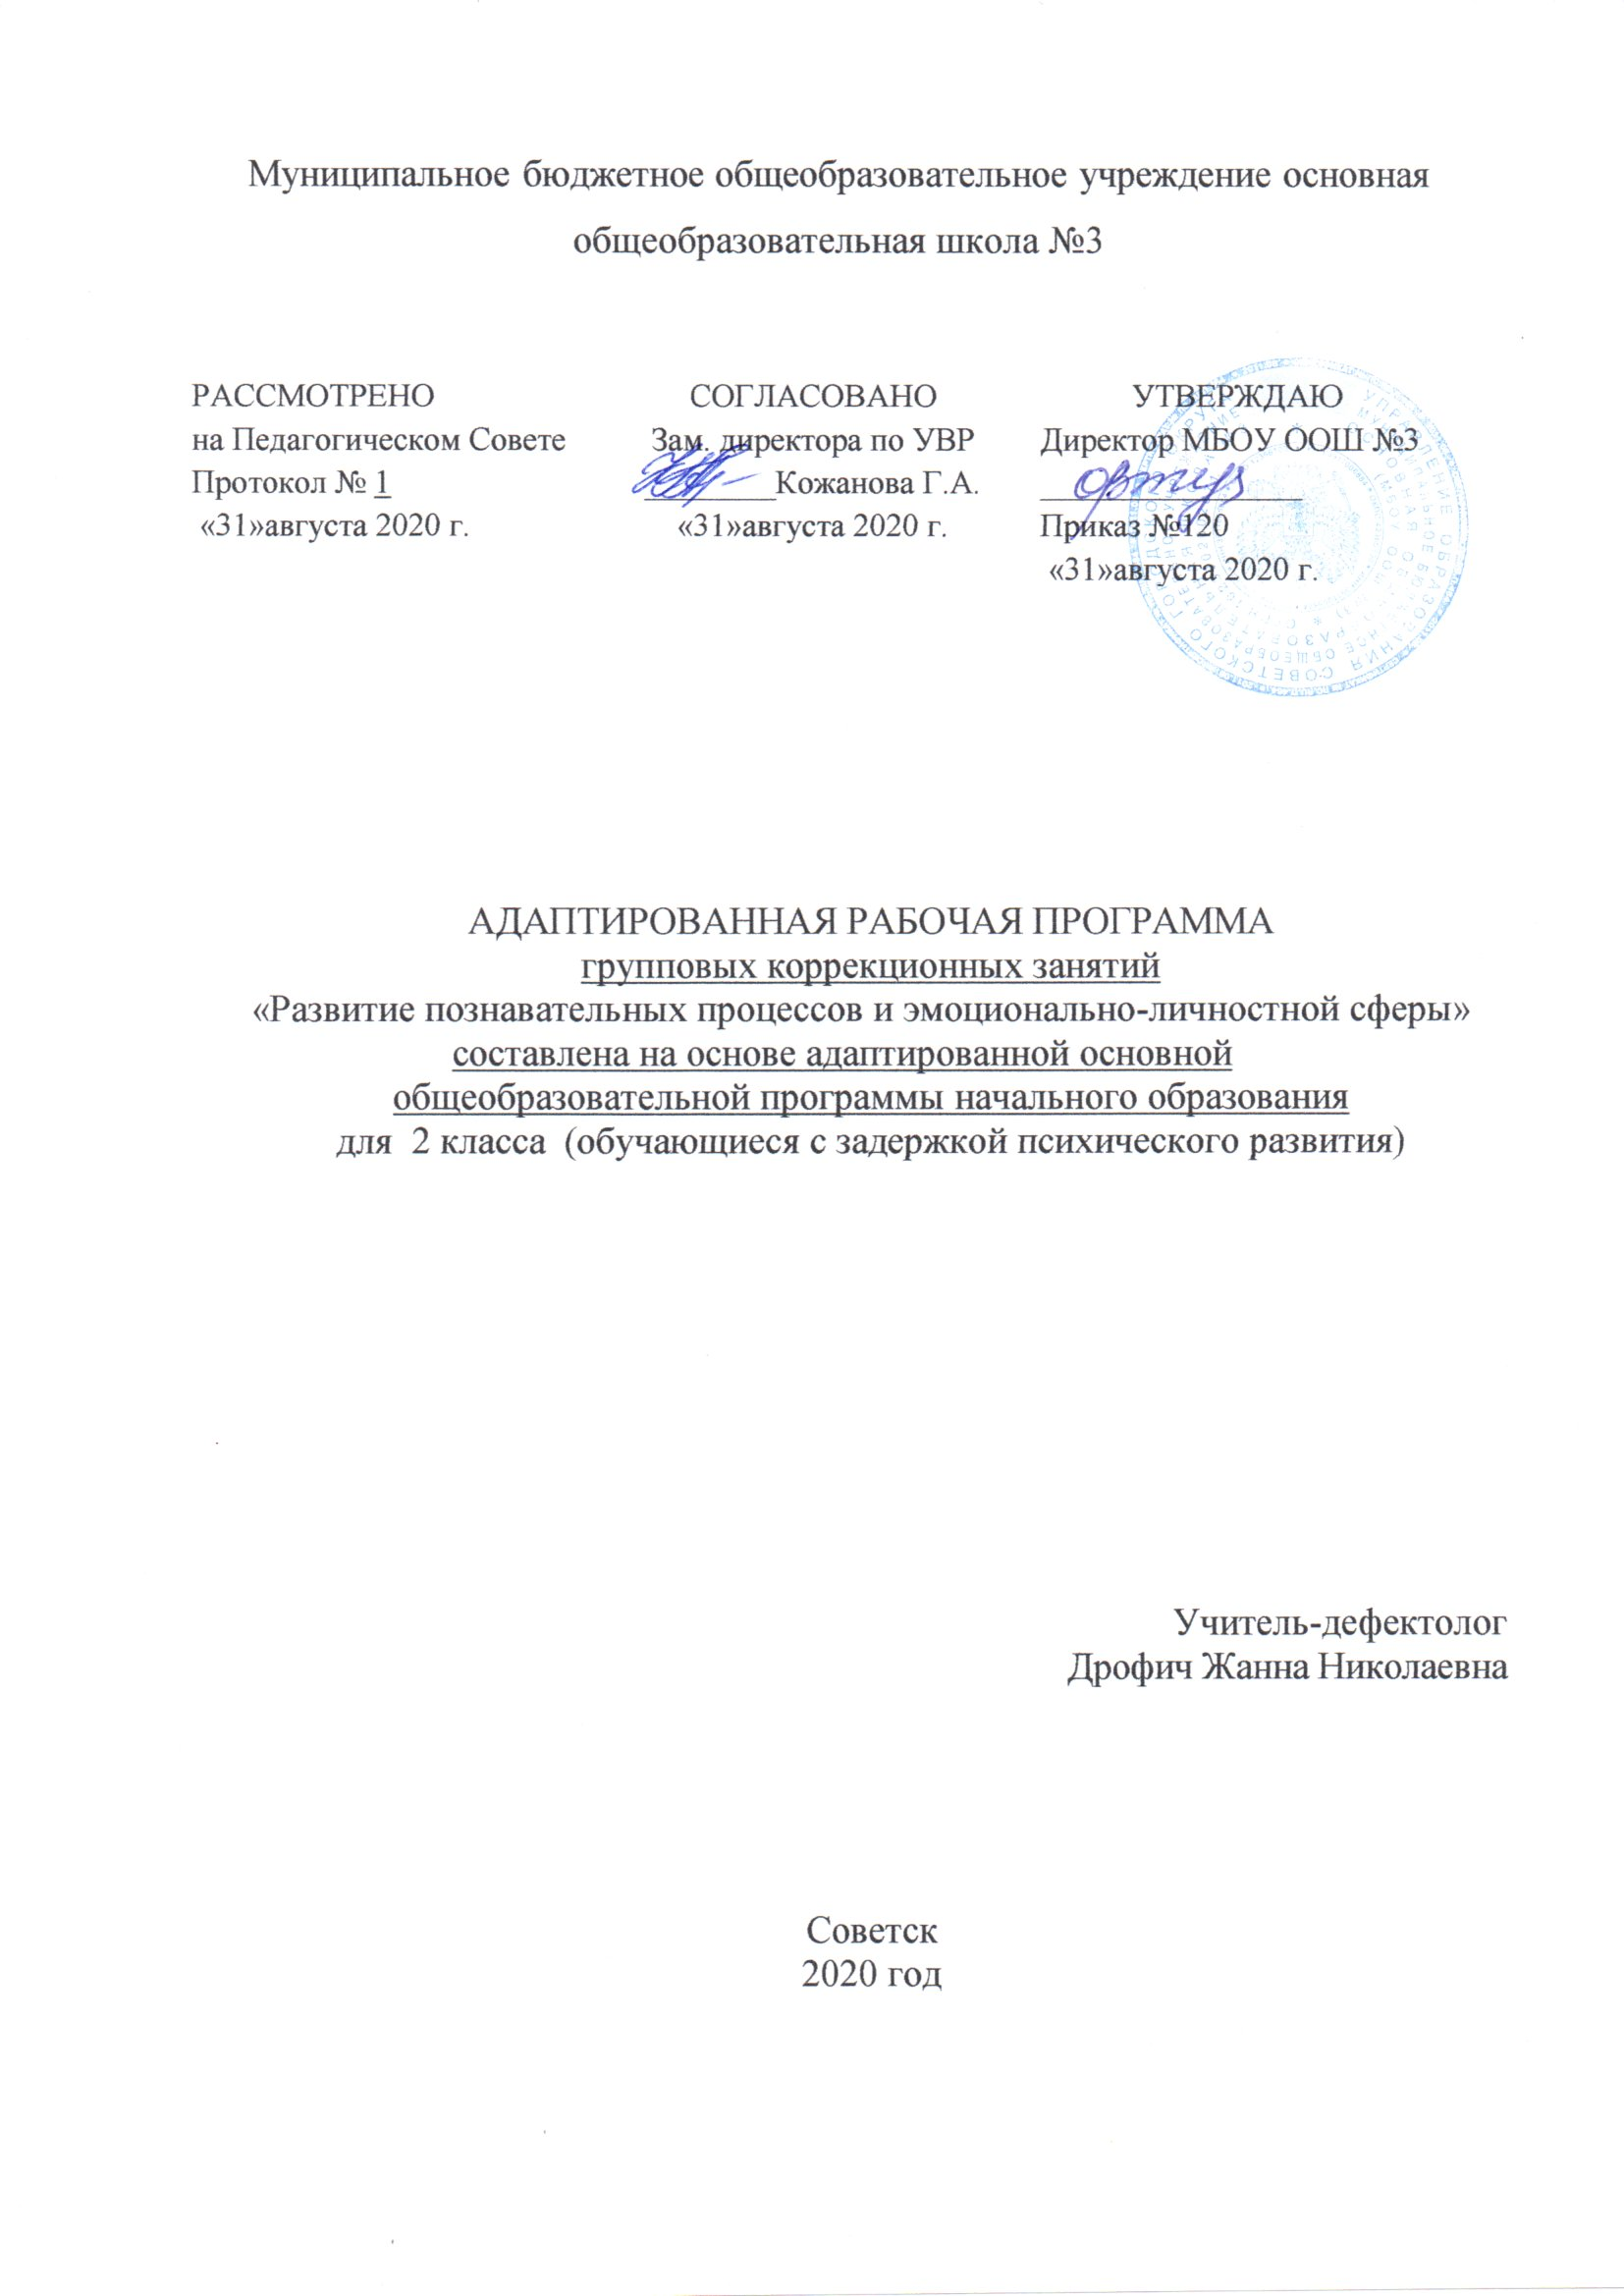 Муниципальное бюджетное общеобразовательное учреждение основная
общеобразовательная школа №3
РАССМОТРЕНО
на Педагогическом Совете
Протокол № 1
«31»августа 2020 г.
СОГЛАСОВАНО
Зам. директора по УВР
Кожанова Г.А.
«31»августа 2020 г.
УТВЕРЖДАЮ
Директор МБОУ ООШ №3
Приказ №120
«31»августа 2020 г.
УПРАВЛЕНИЕ ОБРАЗОВАНИЯ СОВЕТСКОГО
АДАПТИРОВАННАЯ РАБОЧАЯ ПРОГРАММА
групповых коррекционных занятий
«Развитие познавательных процессов и эмоционально-личностной сферы»
составлена на основе адаптированной основной
общеобразовательной программы начального образования
для 2 класса (обучающиеся с задержкой психического развития)
Учитель-дефектолог
Дрофич Жанна Николаевна
Советск
2020 год